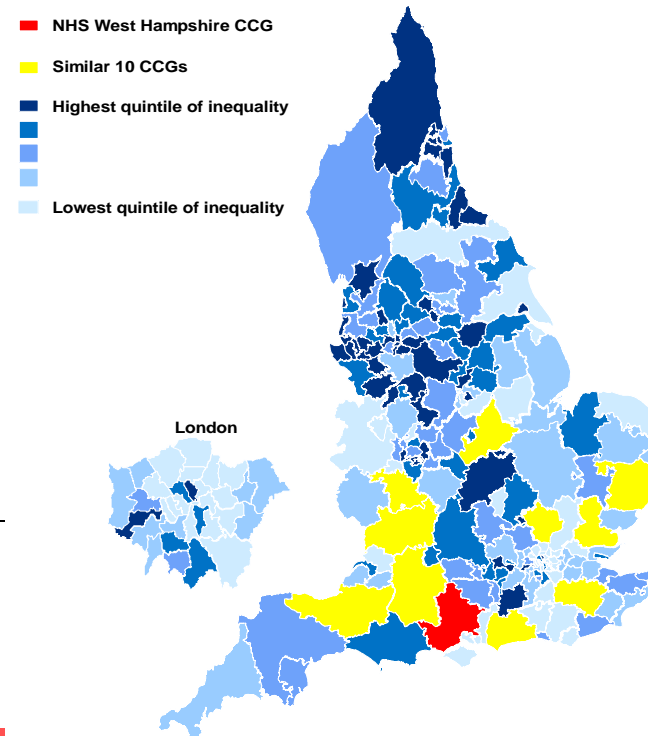 NHS West Hampshire CCG
Similar 10 CCGs
Highest quintile of inequality
Lowest quintile of inequality
London